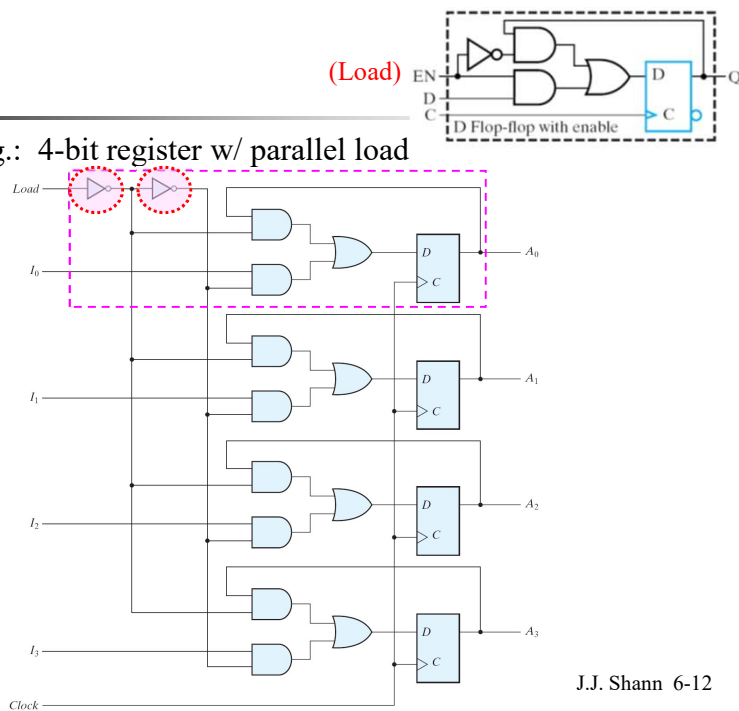 (Load) EN
D
C
D
C
Q
D Flop-flop with enable
g.: 4-bit register w/ parallel load
Load
I₀
D
C
A₀
I₁
D
C
A₁
I₂
D
C
A₂
I₃
D
C
A₃
Clock
J.J. Shann 6-12